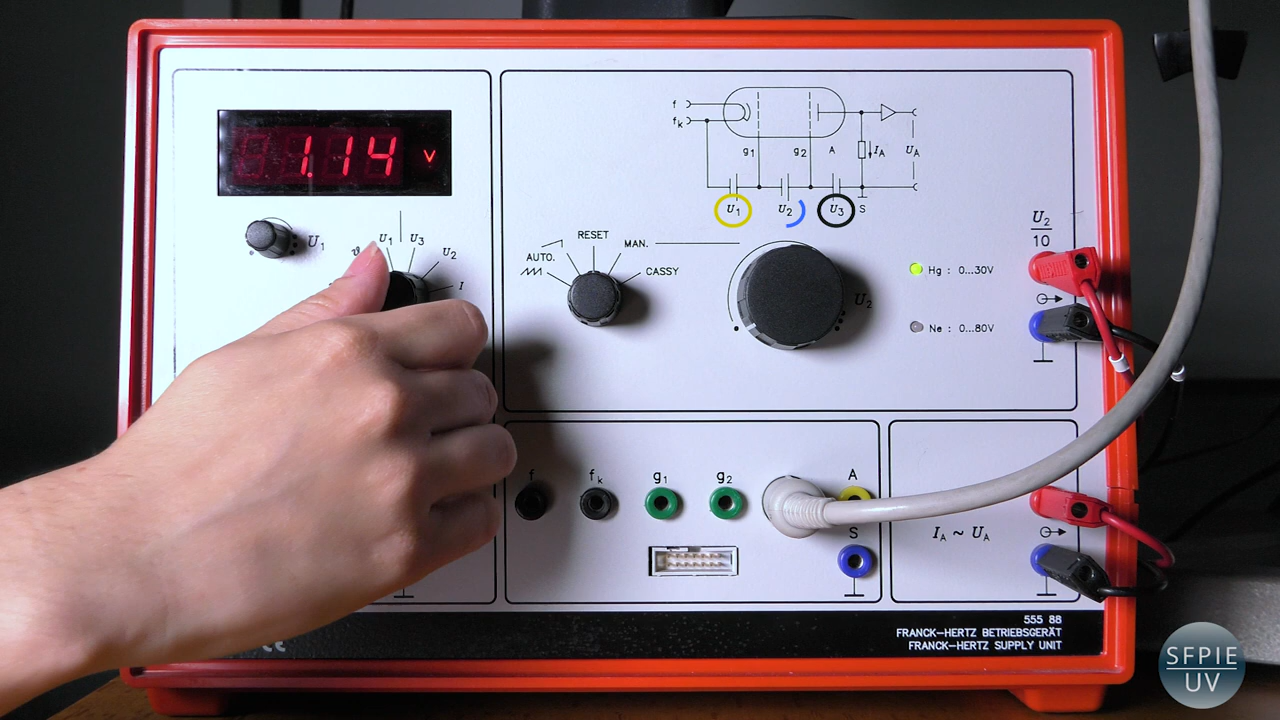 1.14 V
f
fk
g1 g2 A IA UA
U1 U2 U3 S
U1
ϑ U1 U3 U2 I
RESET
AUTO. MAN.
CASSY
U2
U2
10
Hg : 0...30V
Ne : 0...80V
f fk g1 g2 A
S
IA ~ UA
555 88
FRANCK-HERTZ BETRIEBSGERÄT
FRANCK-HERTZ SUPPLY UNIT
CE
SFPIE
UV